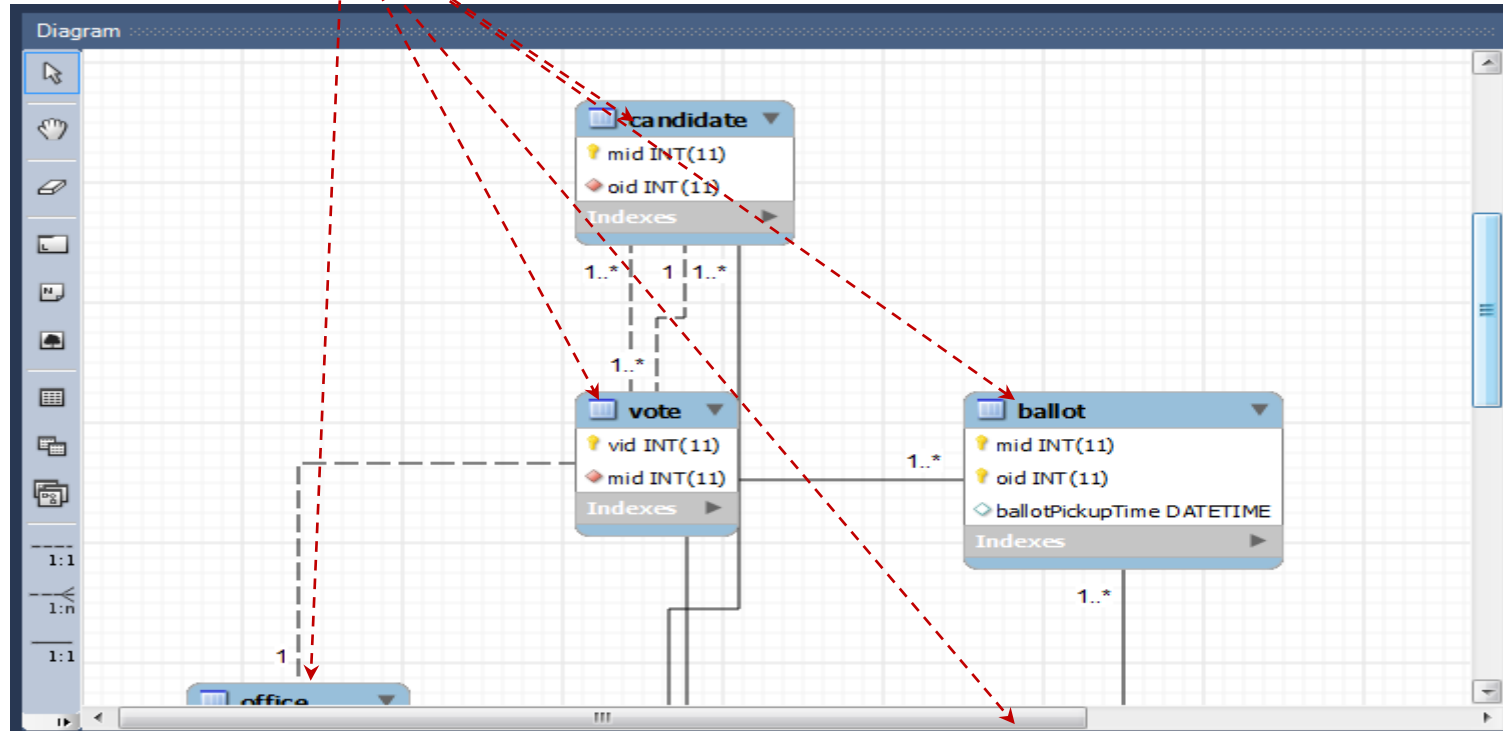 Diagram
candidate
mid INT(11)
oid INT(11)
Indexes
1..* 1 1..*
1..*
vote
vid INT(11)
mid INT(11)
Indexes
1..*
ballot
mid INT(11)
oid INT(11)
ballotPickupTime DATETIME
Indexes
1..*
1
office
1:1
1:n
1:1